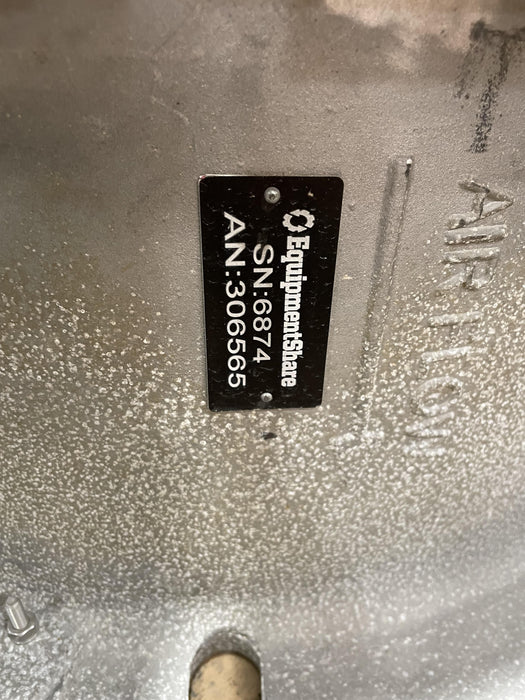 EquipmentShare
SN:6874
AN:306565
AIR Flow